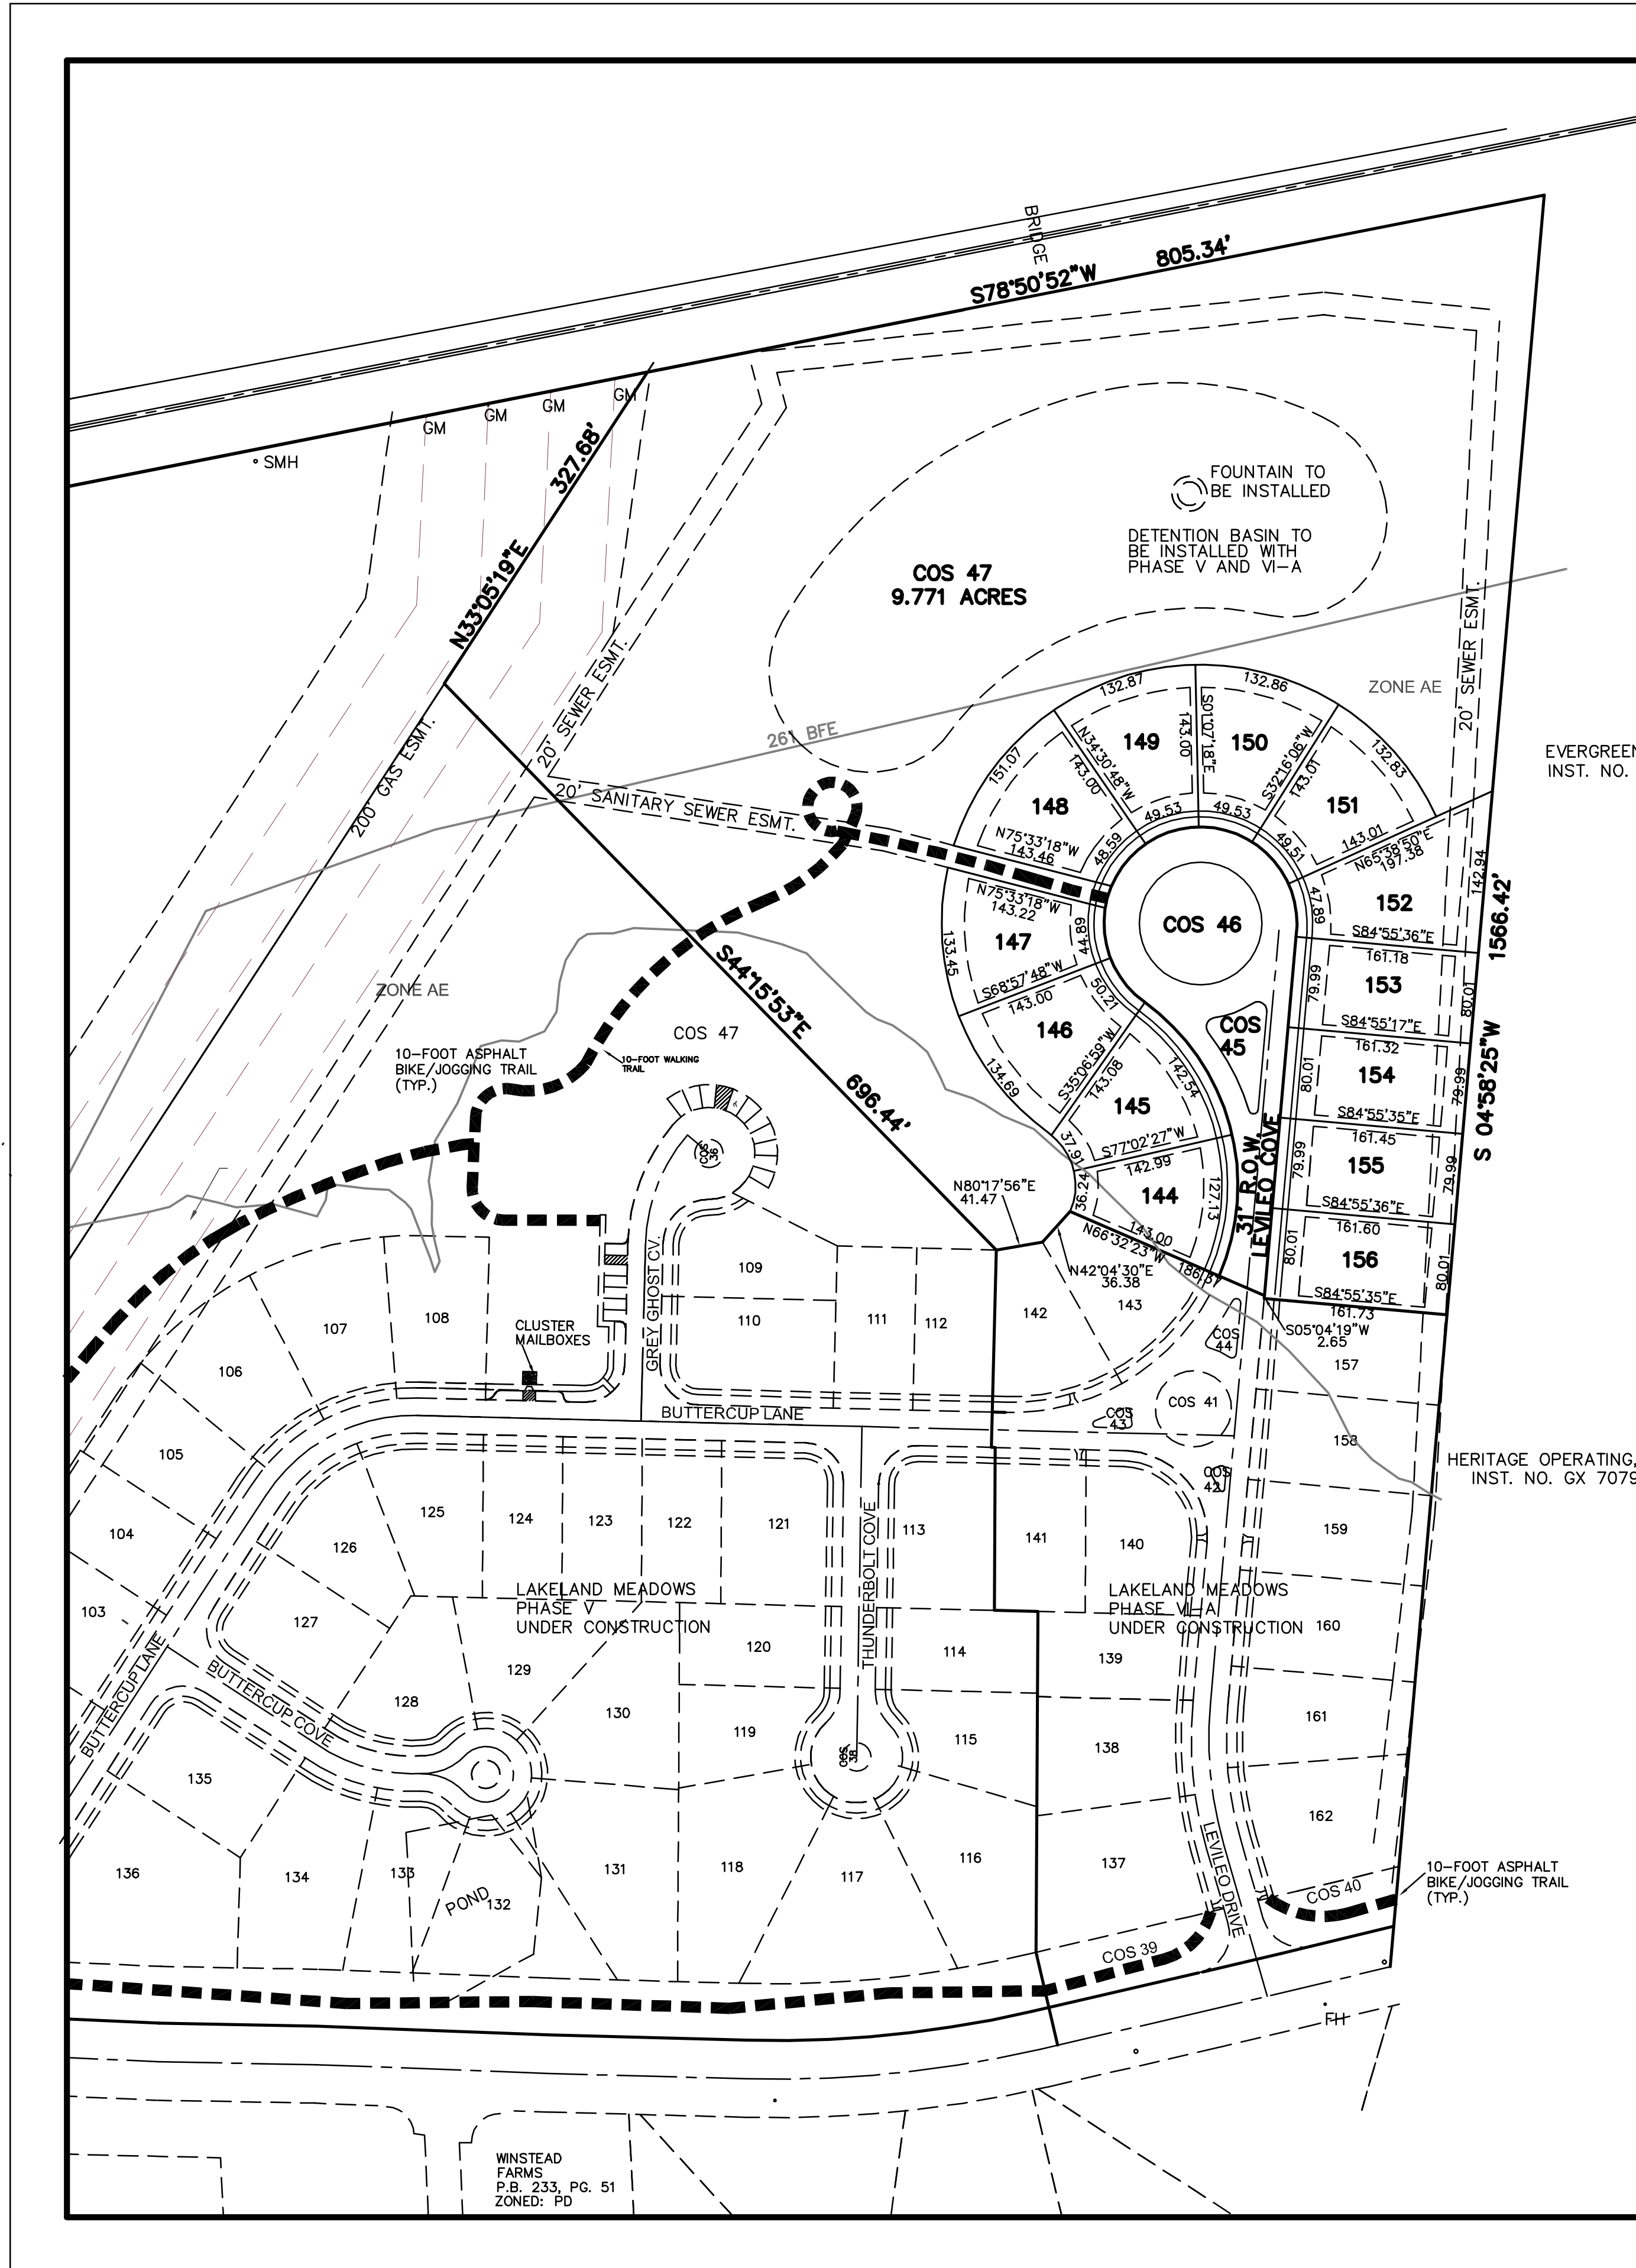 BRIDGE
S78°50'52"W 805.34'
GM
GM
GM
GM
SMH
327.68'
N33°05'19"E
FOUNTAIN TO
BE INSTALLED
DETENTION BASIN TO
BE INSTALLED WITH
PHASE V AND VI-A
COS 47
9.771 ACRES
20' SEWER ESMT.
20' SEWER ESMT.
200' GAS ESMT.
20' SANITARY SEWER ESMT.
261 BFE
ZONE AE
ZONE AE
EVERGREEN
INST. NO.
132.87
132.86
151.07
132.83
149
150
148
151
N34°30'48"W
143.00
S01°07'18"E
143.00
S32°16'06"W
143.01
143.01
N65°38'50"E
197.38
N75°33'18"W
143.46
48.59
49.53
49.53
49.51
47.89
142.94
152
COS 46
S84°55'36"E
161.18
N75°33'18"W
143.22
147
44.89
133.45
S68°57'48"W
143.00
50.21
146
134.69
S35°06'59"W
143.08
142.54
145
37.91
S77°02'27"W
142.99
36.24
144
127.13
143.00
N66°32'23"W
186.37
COS
45
31' R.O.W.
LEVILEO COVE
79.99
153
80.01
S84°55'17"E
161.32
80.01
154
79.99
S84°55'35"E
161.45
79.99
155
79.99
S84°55'36"E
161.60
80.01
156
80.01
S84°55'35"E
161.73
S05°04'19"W
2.65
S 04°58'25"W 1566.42'
S44°15'53"E
696.44'
N80°17'56"E
41.47
N42°04'30"E
36.38
COS 47
10-FOOT ASPHALT
BIKE/JOGGING TRAIL
(TYP.)
10-FOOT WALKING
TRAIL
COS
36
GREY GHOST CV.
109
110
111
112
142
143
COS
44
108
107
106
105
104
103
CLUSTER
MAILBOXES
BUTTERCUP LANE
COS
43
COS 41
COS
42
157
158
159
160
161
162
HERITAGE OPERATING,
INST. NO. GX 7079
125
124
123
122
121
113
141
140
126
127
128
129
130
120
114
139
119
115
138
LAKELAND MEADOWS
PHASE V
UNDER CONSTRUCTION
LAKELAND MEADOWS
PHASE VI-A
UNDER CONSTRUCTION
THUNDERBOLT COVE
COS
38
BUTTERCUP LANE
BUTTERCUP COVE
135
136
134
133
132
POND
131
118
117
116
137
LEVILEO DRIVE
COS 39
COS 40
10-FOOT ASPHALT
BIKE/JOGGING TRAIL
(TYP.)
FH
WINSTEAD
FARMS
P.B. 233, PG. 51
ZONED: PD